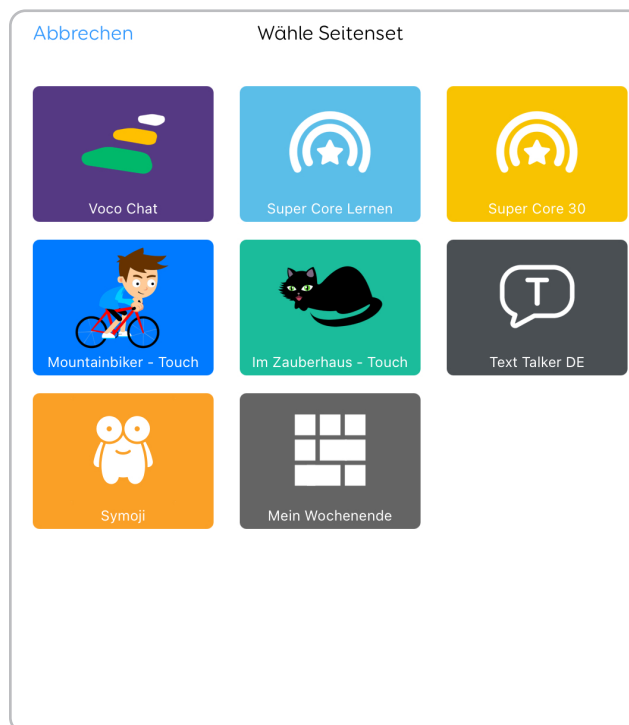 Abbrechen
Wähle Seitenset
Voco Chat
Super Core Lernen
Super Core 30
Mountainbiker - Touch
Im Zauberhaus - Touch
T
Text Talker DE
Symoji
Mein Wochenende